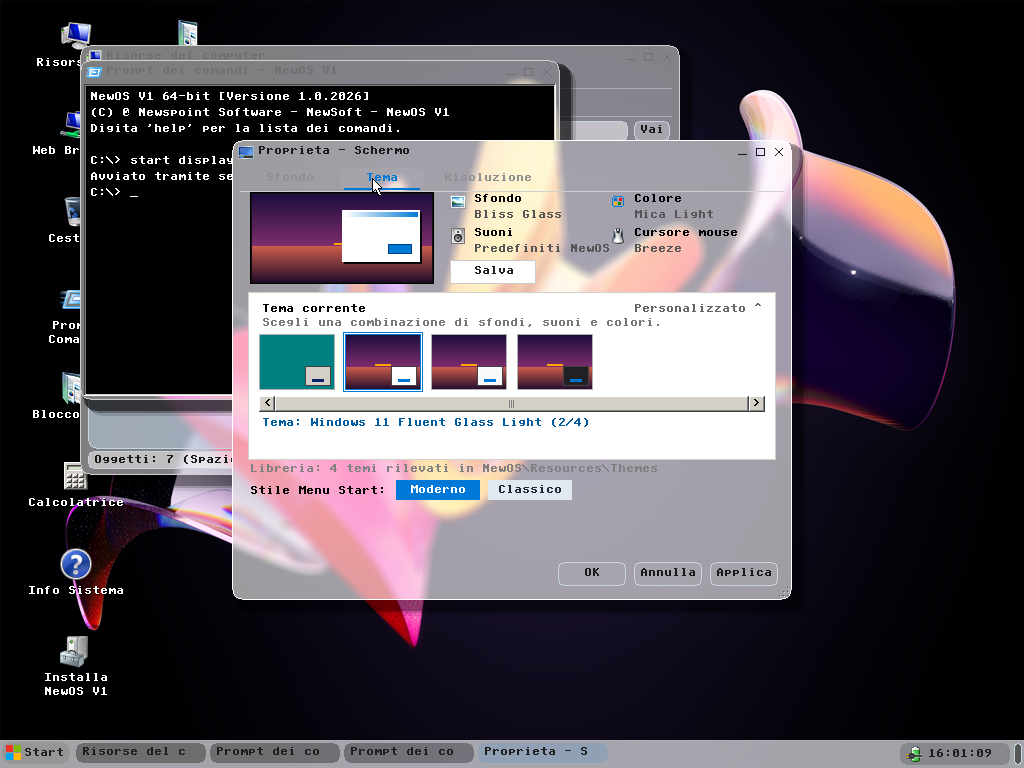 Risorse del computer
Prompt dei comandi - NewOS V1
NewOS V1 64-bit [Versione 1.0.2026]
(C) @ Newspoint Software - NewSoft - NewOS V1
Digita 'help' per la lista dei comandi.
C:\> start display
Avviato tramite se
C:\> _
Vai
Oggetti: 7 (Spazi
Proprieta - Schermo
Sfondo
Tema
Risoluzione
Sfondo
Bliss Glass
Colore
Mica Light
Suoni
Predefiniti NewOS
Cursore mouse
Breeze
Salva
Tema corrente
Personalizzato ^
Scegli una combinazione di sfondi, suoni e colori.
Tema: Windows 11 Fluent Glass Light (2/4)
Libreria: 4 temi rilevati in NewOS\Resources\Themes
Stile Menu Start:
Moderno
Classico
OK
Annulla
Applica
Risors
Web Br
Cest
Pron
Coma
Blocco
Calcolatrice
Info Sistema
Installa
NewOS V1
Start
Risorse del c
Prompt dei co
Prompt dei co
Proprieta - S
16:01:09